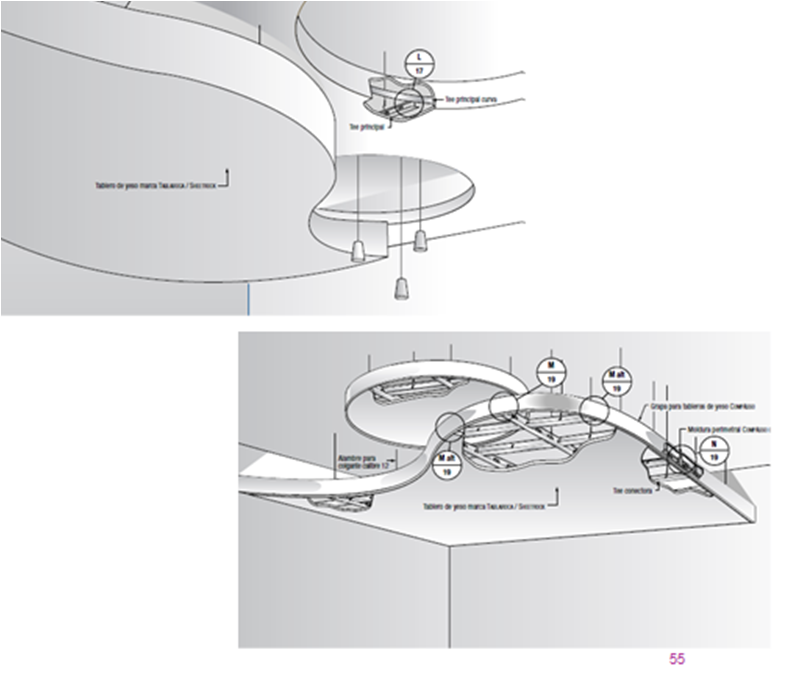 L
17
Tee principal curva
Tee principal
Tablero de yeso marca TABLAROCA / SHEETROCK
M
19
M alt
19
Grapa para tableros de yeso COMPÄSSO
Moldura perimetral COMPÄSSO
N
19
Alambre para
colgante calibre 12
M alt
19
Tee conectora
Tablero de yeso marca TABLAROCA / SHEETROCK
55